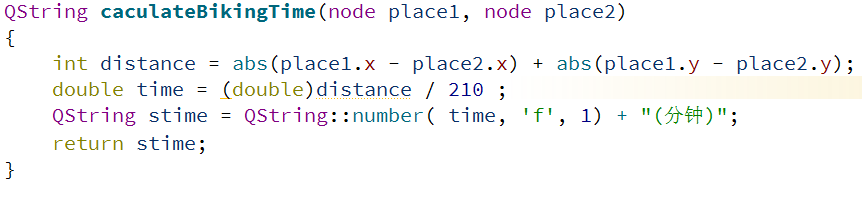 QString caculateBikingTime(node place1, node place2)
{
    int distance = abs(place1.x - place2.x) + abs(place1.y - place2.y);
    double time = (double)distance / 210 ;
    QString stime = QString::number( time, 'f', 1) + "(分钟)";
    return stime;
}